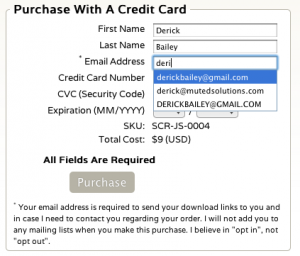 Purchase With A Credit Card
First Name Derick
Last Name Bailey
* Email Address deri
Credit Card Number derickbailey@gmail.com
CVC (Security Code) derick@mutedsolutions.com
Expiration (MM/YYYY) DERICKBAILEY@GMAIL.COM
/
SKU: SCR-JS-0004
Total Cost: $9 (USD)
All Fields Are Required
Purchase
* Your email address is required to send your download links to you and
in case I need to contact you regarding your order. I will not add you to
any mailing lists when you make this purchase. I believe in "opt in", not
"opt out".